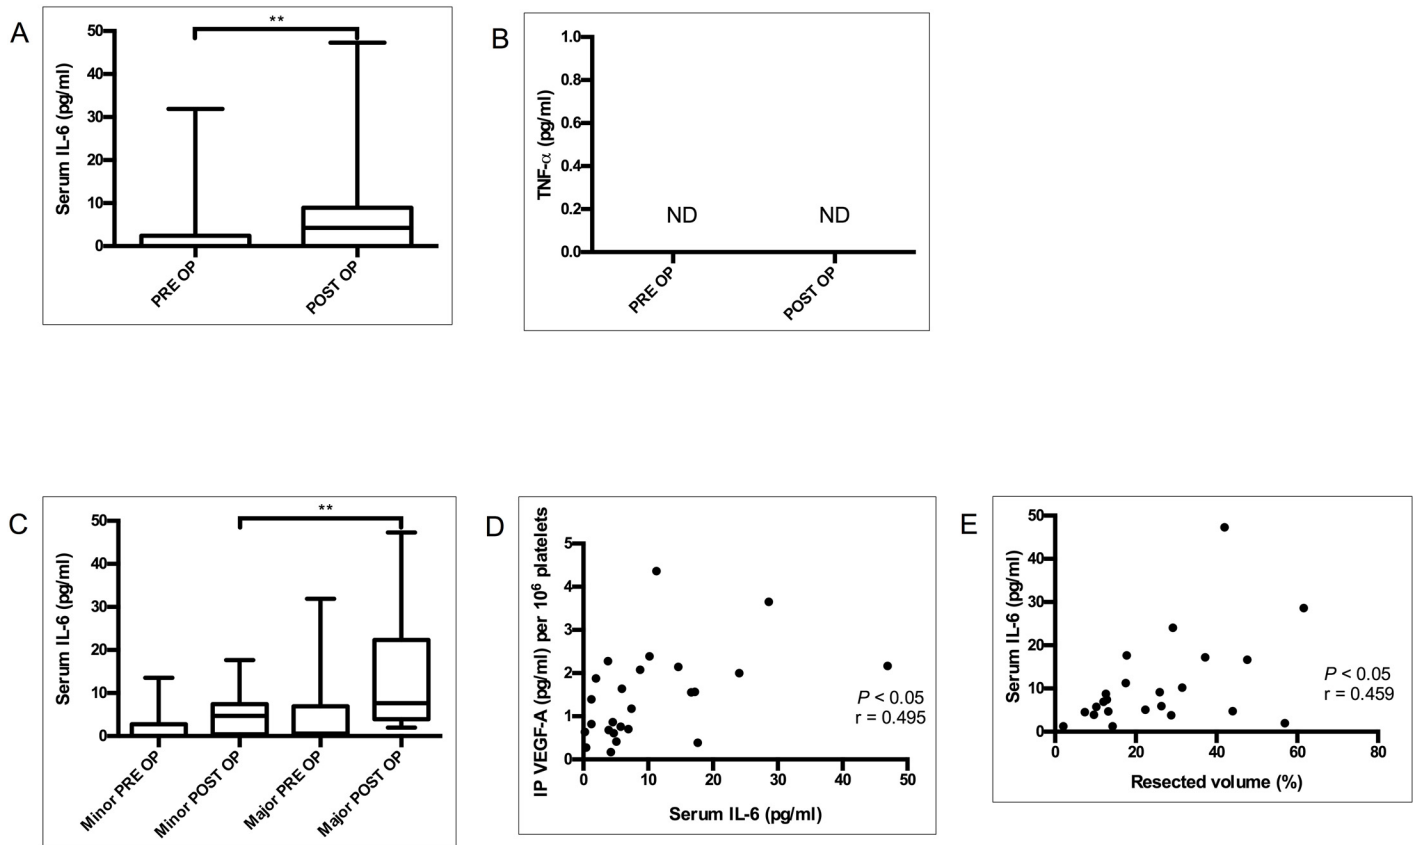 A
Serum IL-6 (pg/ml)
50
40
30
20
10
0
**
PRE OP
POST OP
B
TNF-α (pg/ml)
1.0
0.8
0.6
0.4
0.2
0.0
ND
ND
PRE OP
POST OP
C
Serum IL-6 (pg/ml)
50
40
30
20
10
0
**
Minor PRE OP
Minor POST OP
Major PRE OP
Major POST OP
D
IP VEGF-A (pg/ml) per 10⁶ platelets
5
4
3
2
1
0
P < 0.05
r = 0.495
0 10 20 30 40 50
Serum IL-6 (pg/ml)
E
Serum IL-6 (pg/ml)
50
40
30
20
10
0
P < 0.05
r = 0.459
0 20 40 60 80
Resected volume (%)